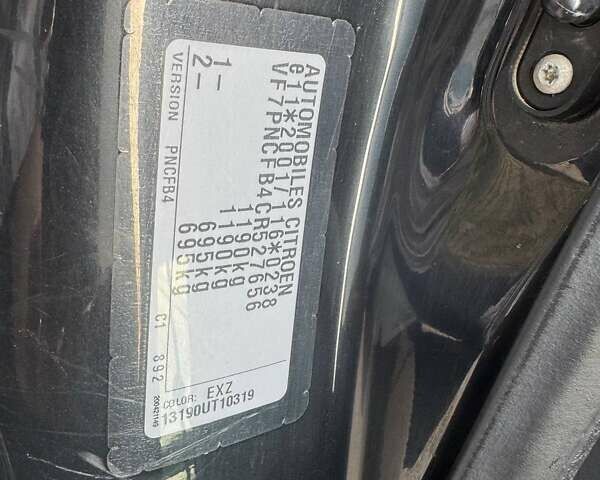 AUTOMOBILES CITROEN
e11*2001/116*0238
VF7PNCFB4CR527656
1190kg
1190kg
1- 695kg
2- 695kg
VERSION PNCFB4 C1 892
COLOR: EXZ
13190UT10319